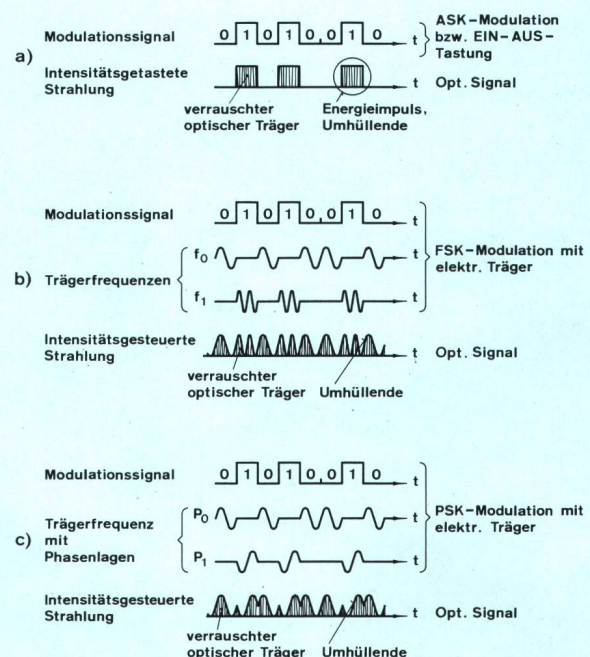 a)
Modulationssignal
0 1 0 1 0 0 1 0
t
ASK-Modulation
bzw. EIN-AUS-
Tastung
Intensitätsgetastete
Strahlung
t
Opt. Signal
verrauschter
optischer Träger
Energieimpuls,
Umhüllende
b)
Modulationssignal
0 1 0 1 0 0 1 0
t
FSK-Modulation mit
elektr. Träger
Trägerfrequenzen
f0
t
f1
t
Intensitätsgesteuerte
Strahlung
t
Opt. Signal
verrauschter
optischer Träger
Umhüllende
c)
Modulationssignal
0 1 0 1 0 0 1 0
t
PSK-Modulation mit
elektr. Träger
Trägerfrequenz
mit
Phasenlagen
P0
t
P1
t
Intensitätsgesteuerte
Strahlung
t
Opt. Signal
verrauschter
optischer Träger
Umhüllende